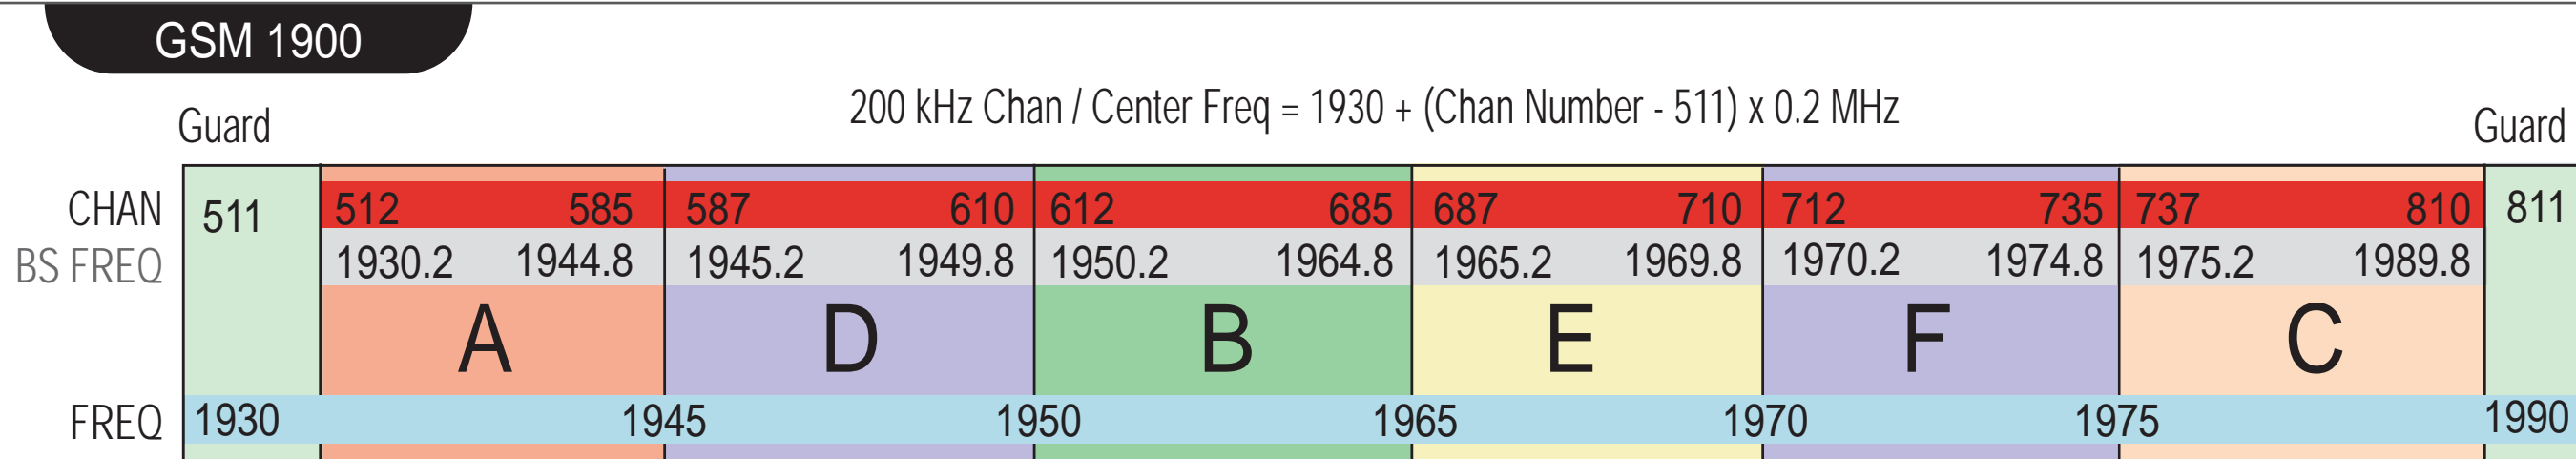 GSM 1900
200 kHz Chan / Center Freq = 1930 + (Chan Number - 511) x 0.2 MHz
Guard Guard
CHAN 511 512 585 587 610 612 685 687 710 712 735 737 810 811
BS FREQ 1930.2 1944.8 1945.2 1949.8 1950.2 1964.8 1965.2 1969.8 1970.2 1974.8 1975.2 1989.8
A D B E F C
FREQ 1930 1945 1950 1965 1970 1975 1990